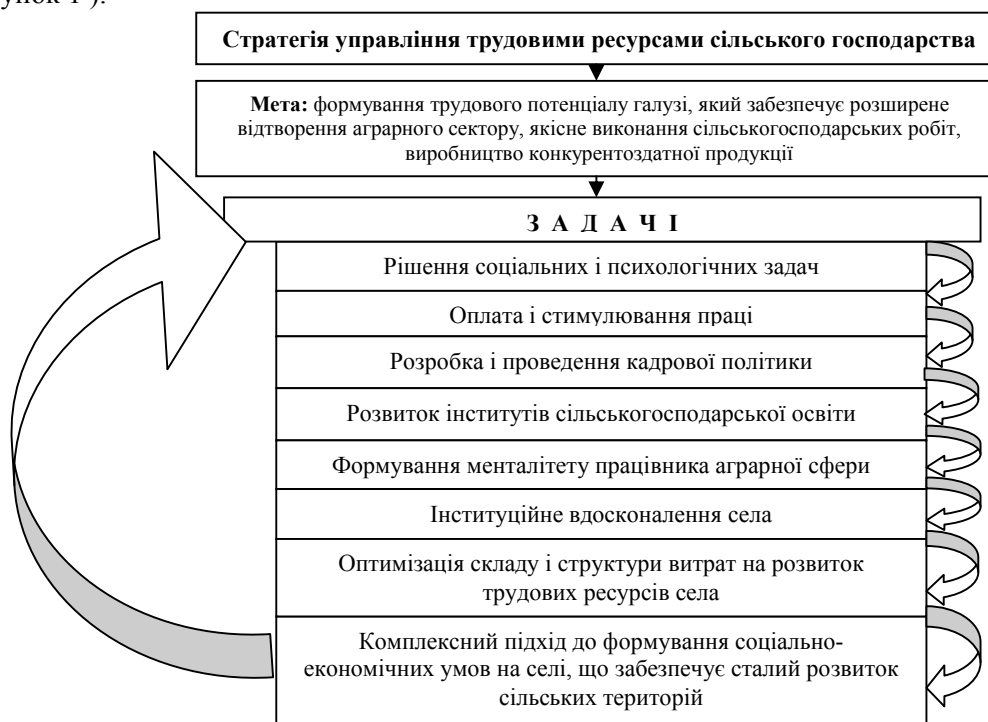 унок 1 ).
Стратегія управління трудовими ресурсами сільського господарства
Мета: формування трудового потенціалу галузі, який забезпечує розширене
відтворення аграрного сектору, якісне виконання сільськогосподарських робіт,
виробництво конкурентоздатної продукції
З А Д А Ч І
Рішення соціальних і психологічних задач
Оплата і стимулювання праці
Розробка і проведення кадрової політики
Розвиток інститутів сільськогосподарської освіти
Формування менталітету працівника аграрної сфери
Інституційне вдосконалення села
Оптимізація складу і структури витрат на розвиток
трудових ресурсів села
Комплексний підхід до формування соціально-
економічних умов на селі, що забезпечує сталий розвиток
сільських територій